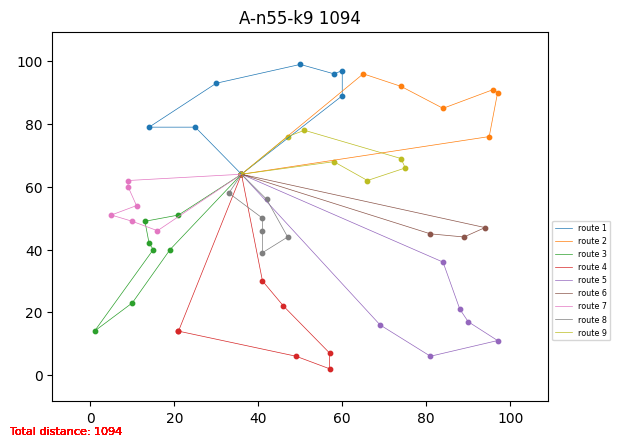 A-n55-k9 1094
100
80
60
40
20
0
0 20 40 60 80 100
route 1
route 2
route 3
route 4
route 5
route 6
route 7
route 8
route 9
Total distance: 1094